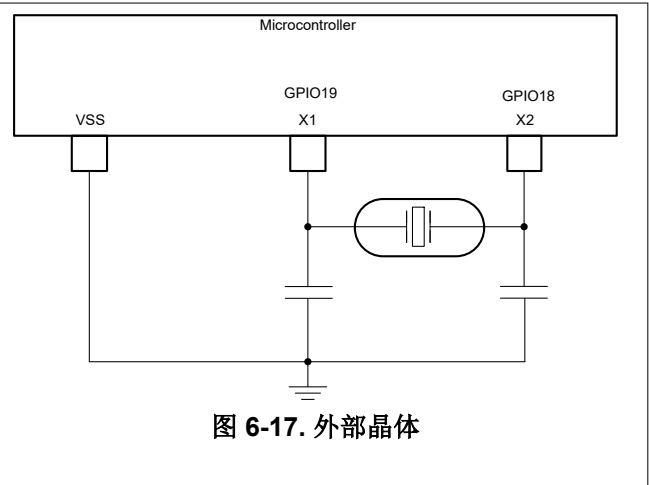 Microcontroller
GPIO19
GPIO18
VSS
X1
X2
图 6-17. 外部晶体